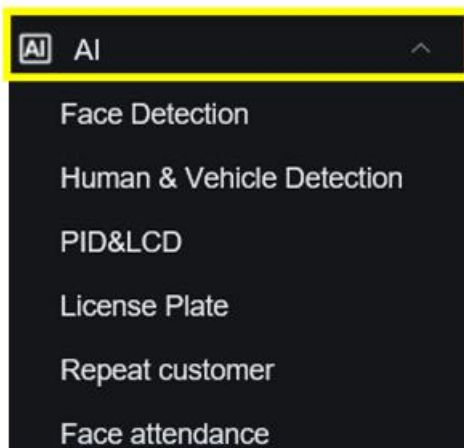 AI AI
Face Detection
Human & Vehicle Detection
PID&LCD
License Plate
Repeat customer
Face attendance